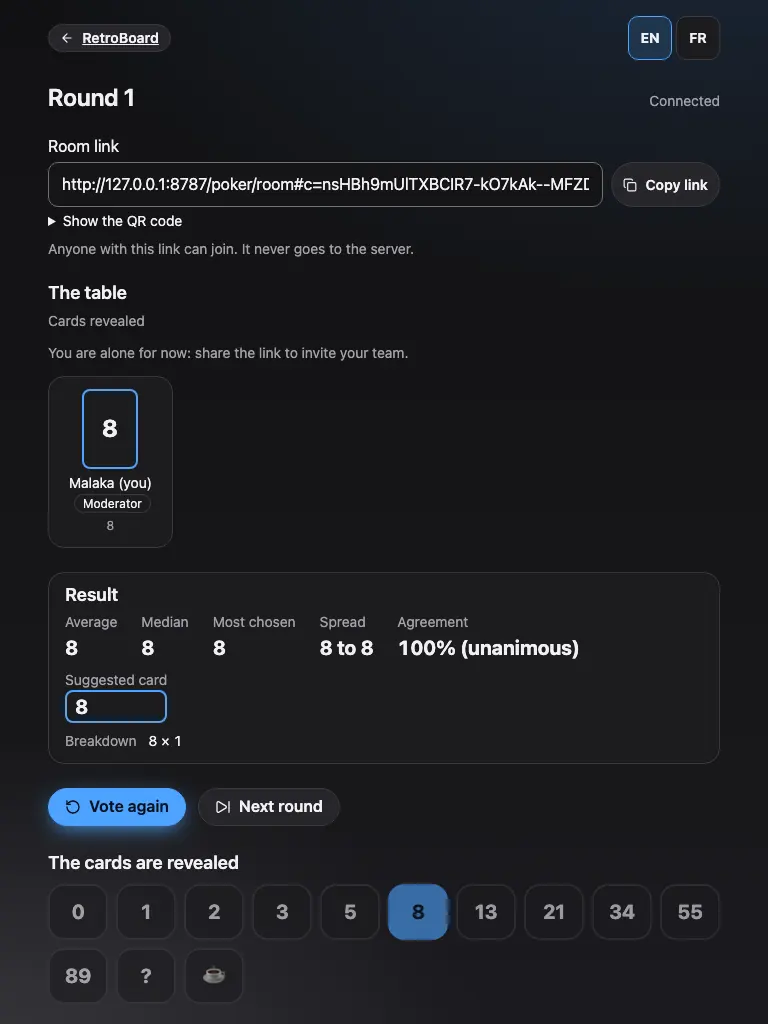 RetroBoard
EN FR
Round 1
Connected
Room link
http://127.0.0.1:8787/poker/room#c=nsHBh9mUlTXBClR7-kO7kAk--MFZD
Copy link
Show the QR code
Anyone with this link can join. It never goes to the server.
The table
Cards revealed
You are alone for now: share the link to invite your team.
8
Malaka (you)
Moderator
8
Result
Average Median Most chosen Spread Agreement
8 8 8 8 to 8 100% (unanimous)
Suggested card
8
Breakdown 8 × 1
Vote again Next round
The cards are revealed
0 1 2 3 5 8 13 21 34 55
89 ?